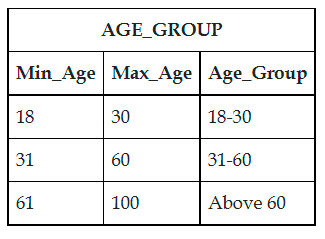 AGE_GROUP
Min_Age Max_Age Age_Group
18 30 18-30
31 60 31-60
61 100 Above 60